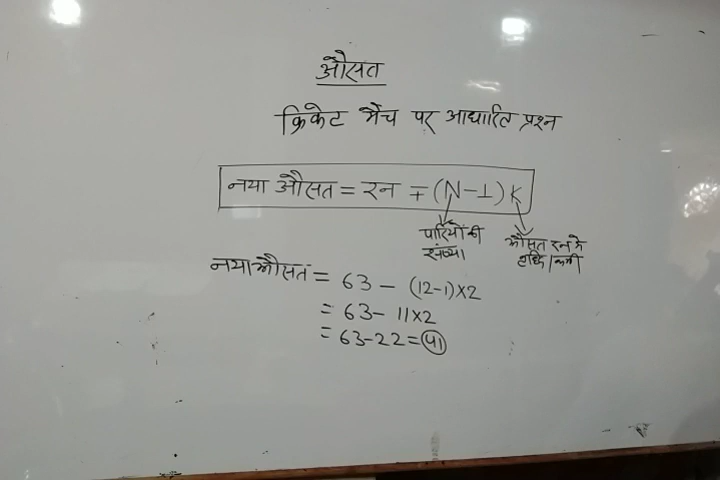 औसत
क्रिकेट मैच पर आधारित प्रश्न
नया औसत = रन ∓ (N-1) K
पारियों की संख्या
औसत रन में वृद्धि/कमी
नया औसत = 63 - (12-1)×2
= 63 - 11×2
= 63-22 = 41